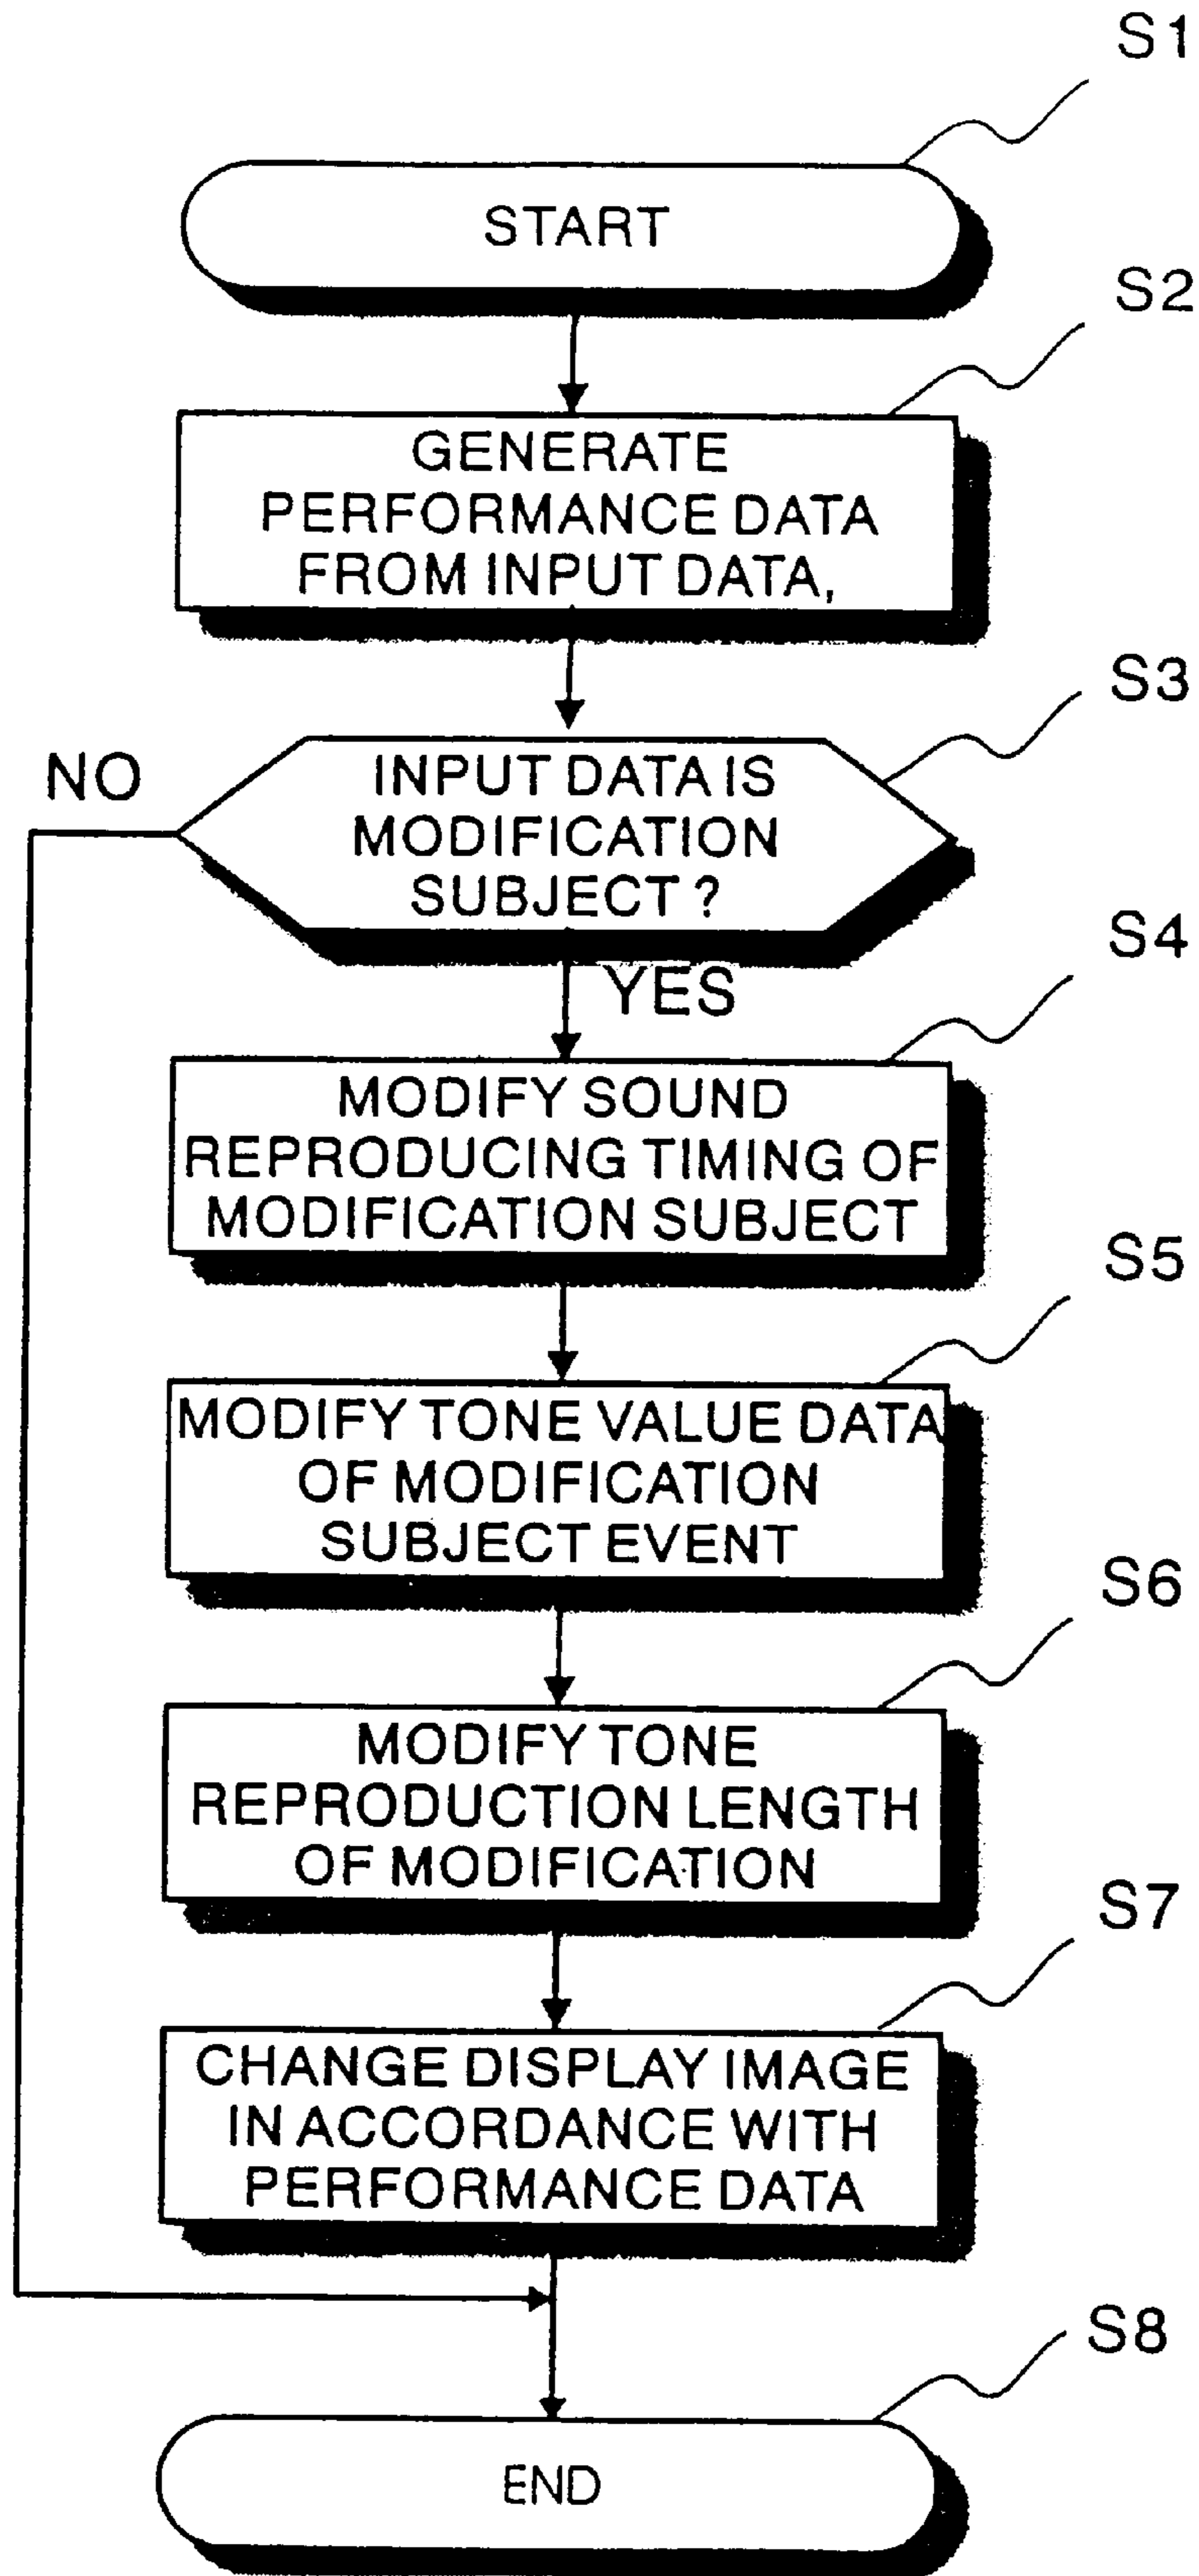 S1
START
S2
GENERATE
PERFORMANCE DATA
FROM INPUT DATA,
S3
NO
INPUT DATA IS
MODIFICATION
SUBJECT ?
S4
YES
MODIFY SOUND
REPRODUCING TIMING OF
MODIFICATION SUBJECT
S5
MODIFY TONE VALUE DATA
OF MODIFICATION
SUBJECT EVENT
S6
MODIFY TONE
REPRODUCTION LENGTH
OF MODIFICATION
S7
CHANGE DISPLAY IMAGE
IN ACCORDANCE WITH
PERFORMANCE DATA
S8
END